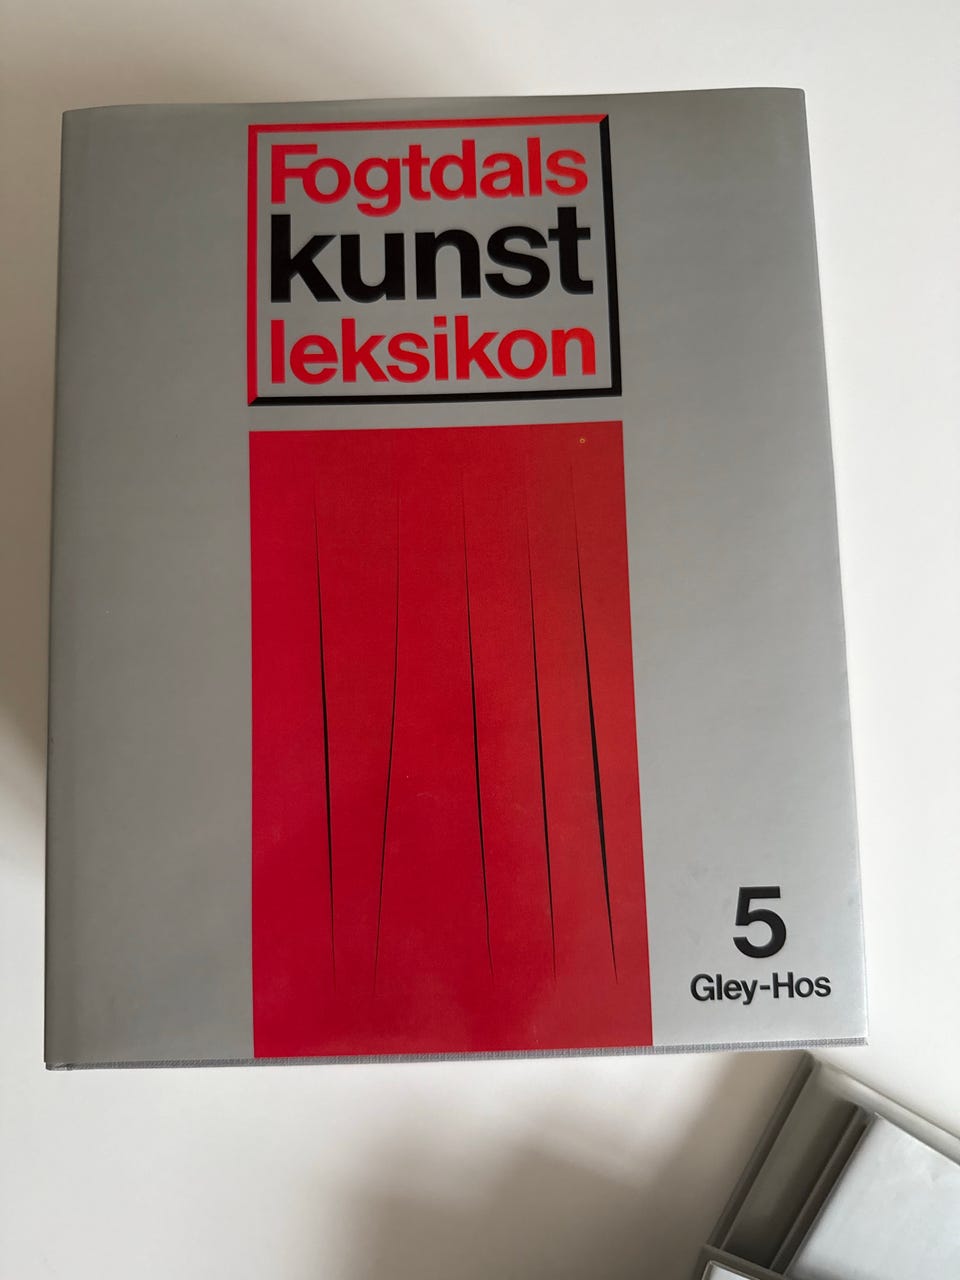 Fogtdals
kunst
leksikon
5
Gley-Hos